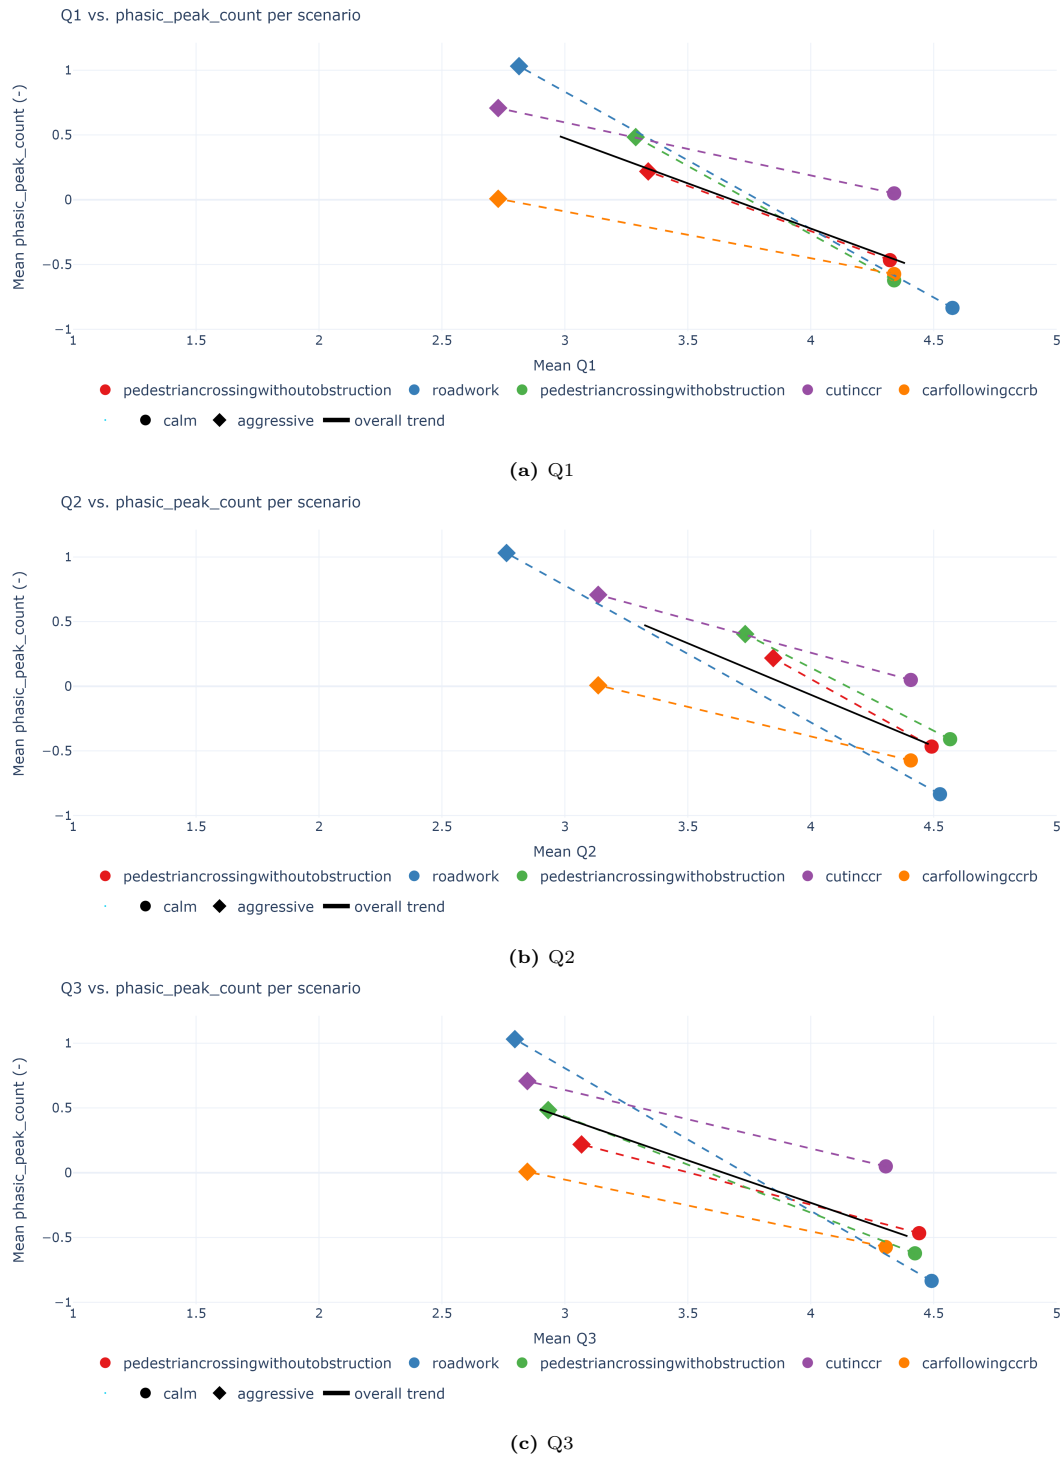 Q1 vs. phasic_peak_count per scenario
Mean phasic_peak_count (-)
1
0.5
0
−0.5
−1
1 1.5 2 2.5 3 3.5 4 4.5 5
Mean Q1
pedestriancrossingwithoutobstruction roadwork pedestriancrossingwithobstruction cutinccr carfollowingccrb
calm aggressive overall trend
(a) Q1
Q2 vs. phasic_peak_count per scenario
Mean phasic_peak_count (-)
1
0.5
0
−0.5
−1
1 1.5 2 2.5 3 3.5 4 4.5 5
Mean Q2
pedestriancrossingwithoutobstruction roadwork pedestriancrossingwithobstruction cutinccr carfollowingccrb
calm aggressive overall trend
(b) Q2
Q3 vs. phasic_peak_count per scenario
Mean phasic_peak_count (-)
1
0.5
0
−0.5
−1
1 1.5 2 2.5 3 3.5 4 4.5 5
Mean Q3
pedestriancrossingwithoutobstruction roadwork pedestriancrossingwithobstruction cutinccr carfollowingccrb
calm aggressive overall trend
(c) Q3